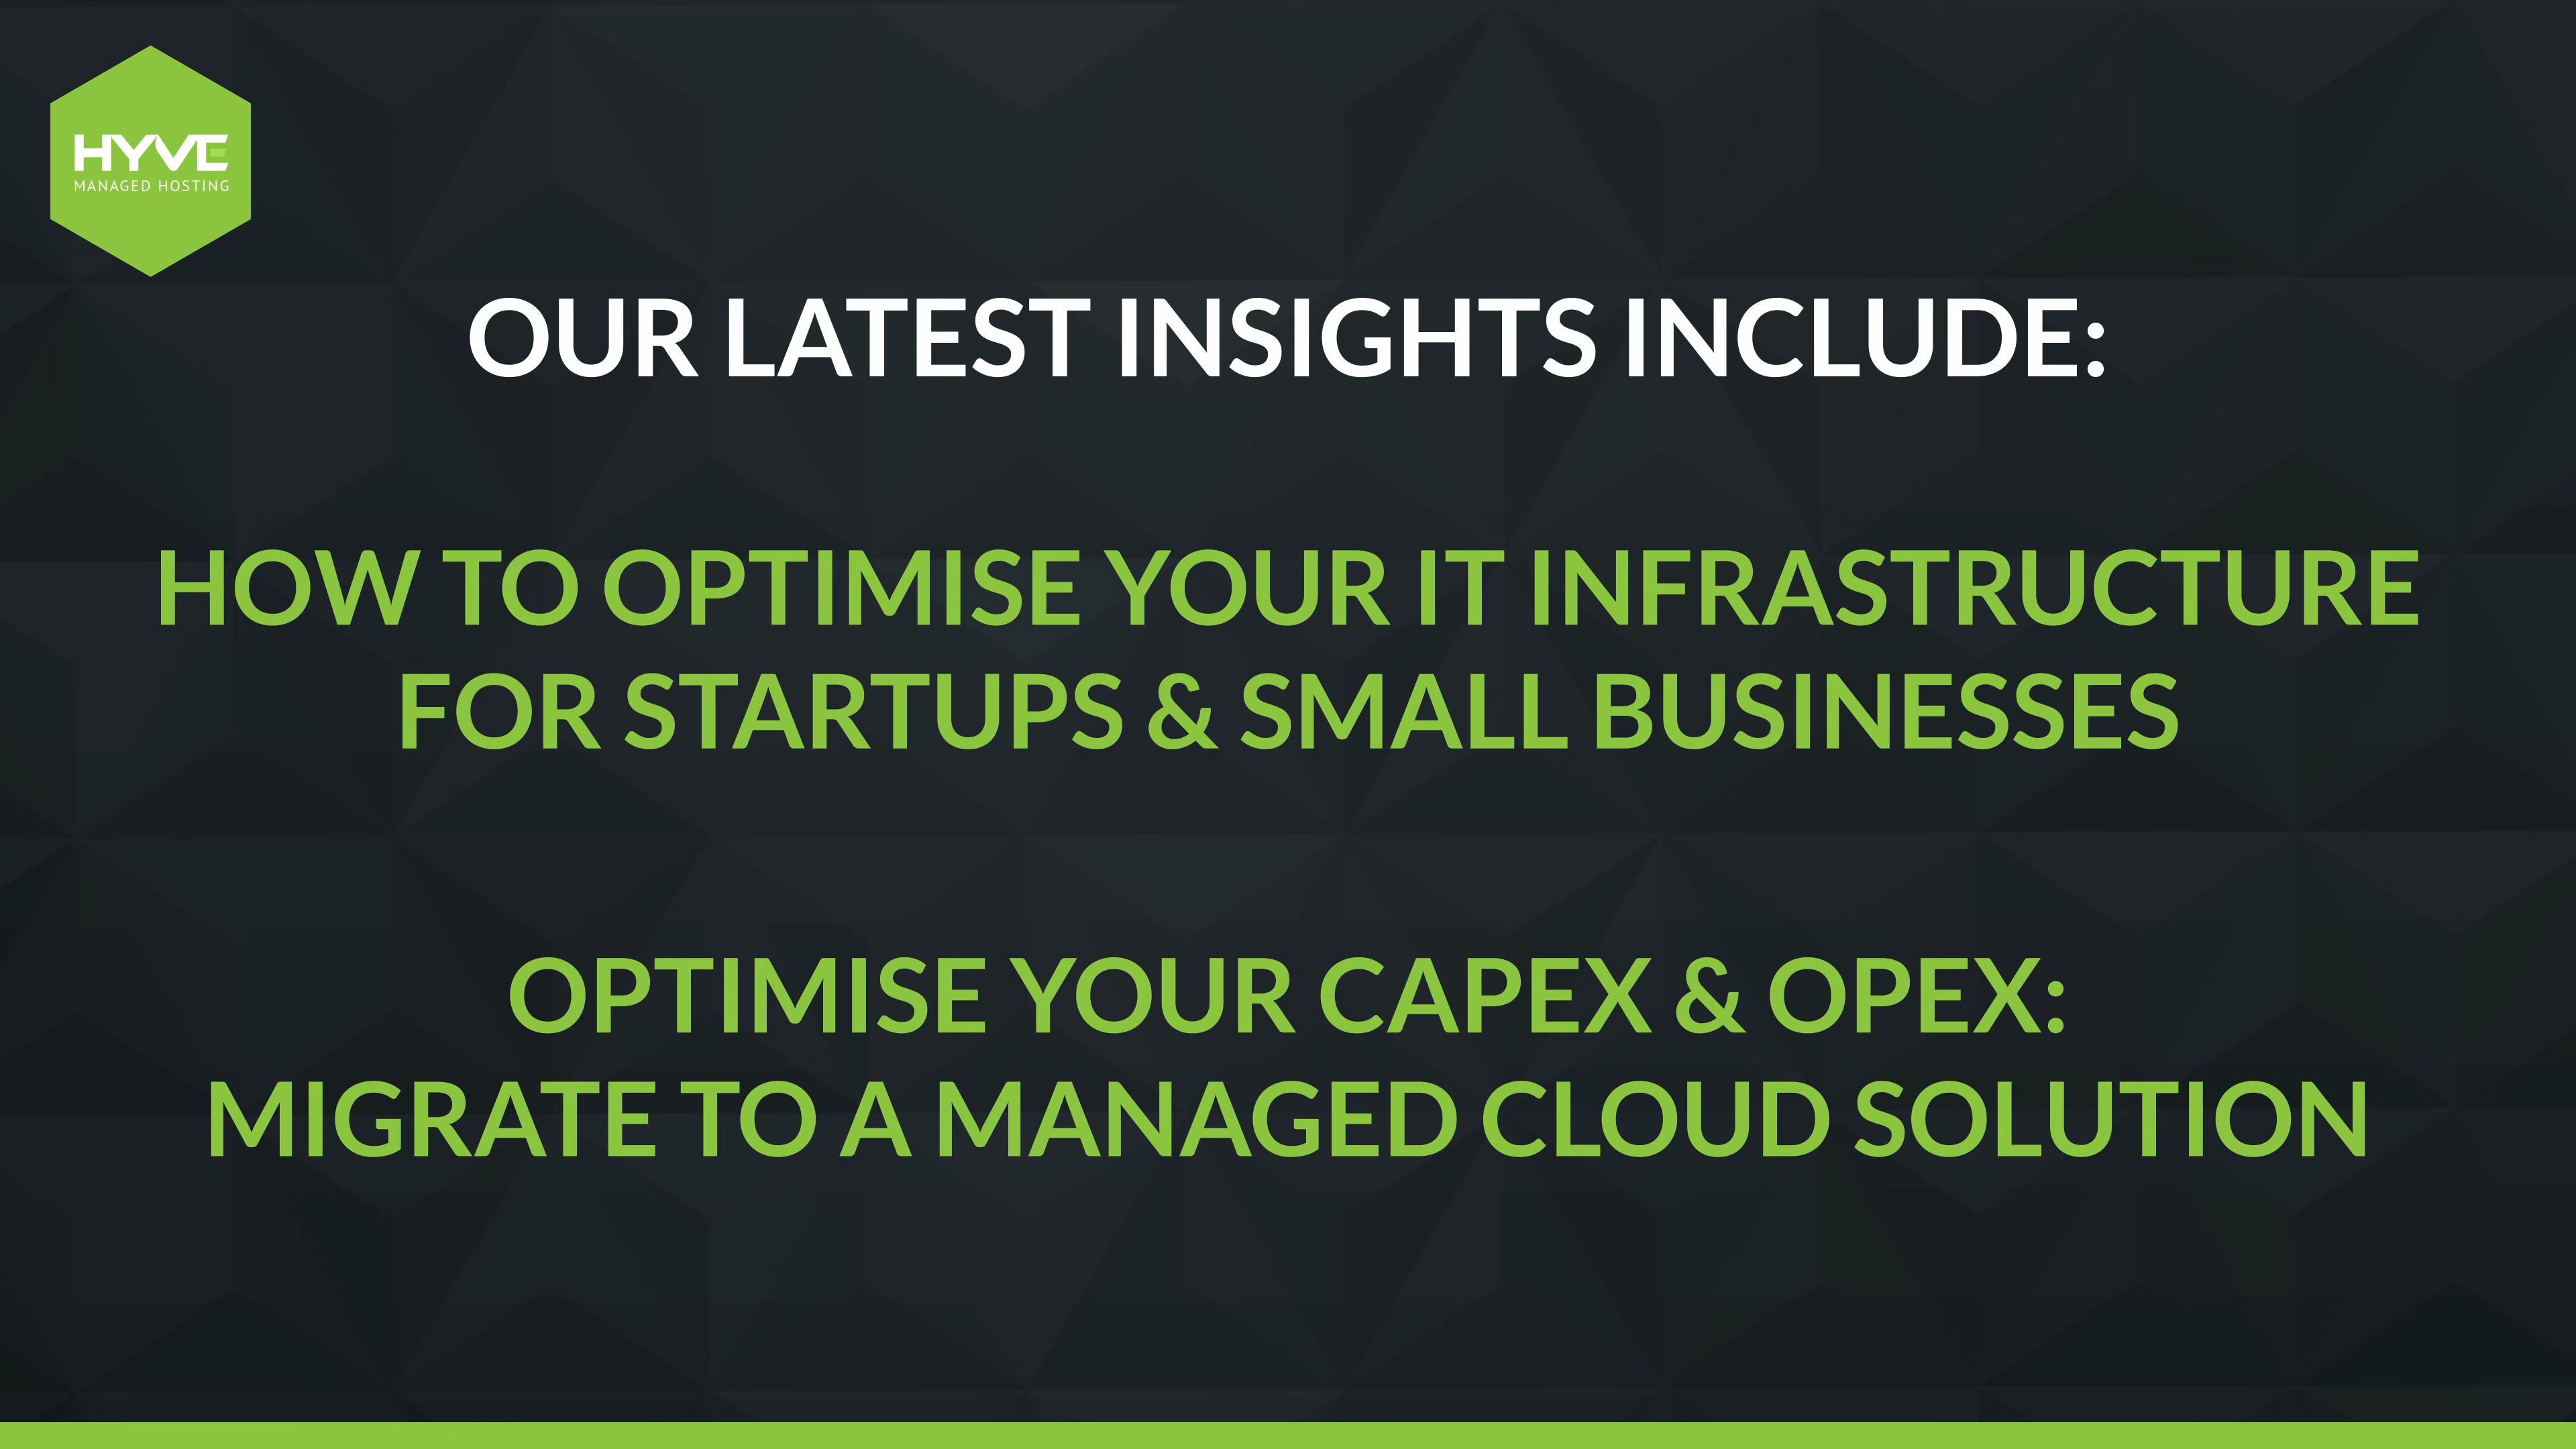 HYVE
MANAGED HOSTING
OUR LATEST INSIGHTS INCLUDE:
HOW TO OPTIMISE YOUR IT INFRASTRUCTURE
FOR STARTUPS & SMALL BUSINESSES
OPTIMISE YOUR CAPEX & OPEX:
MIGRATE TO A MANAGED CLOUD SOLUTION